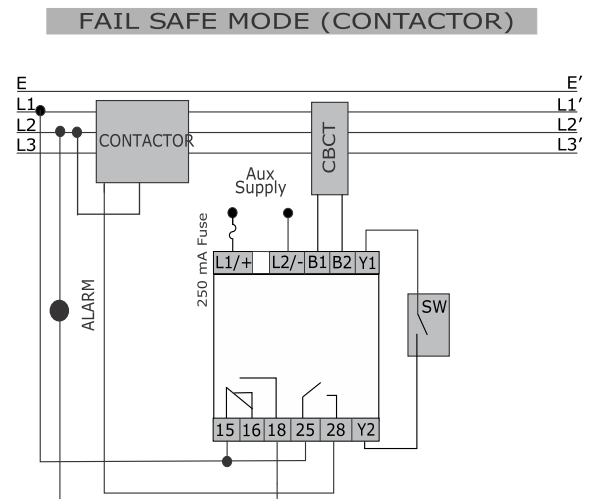 FAIL SAFE MODE (CONTACTOR)
E E′
L1 L1′
L2 L2′
L3 L3′
CONTACTOR
CBCT
Aux
Supply
250 mA Fuse
L1/+ L2/- B1 B2 Y1
ALARM
SW
15 16 18 25 28 Y2